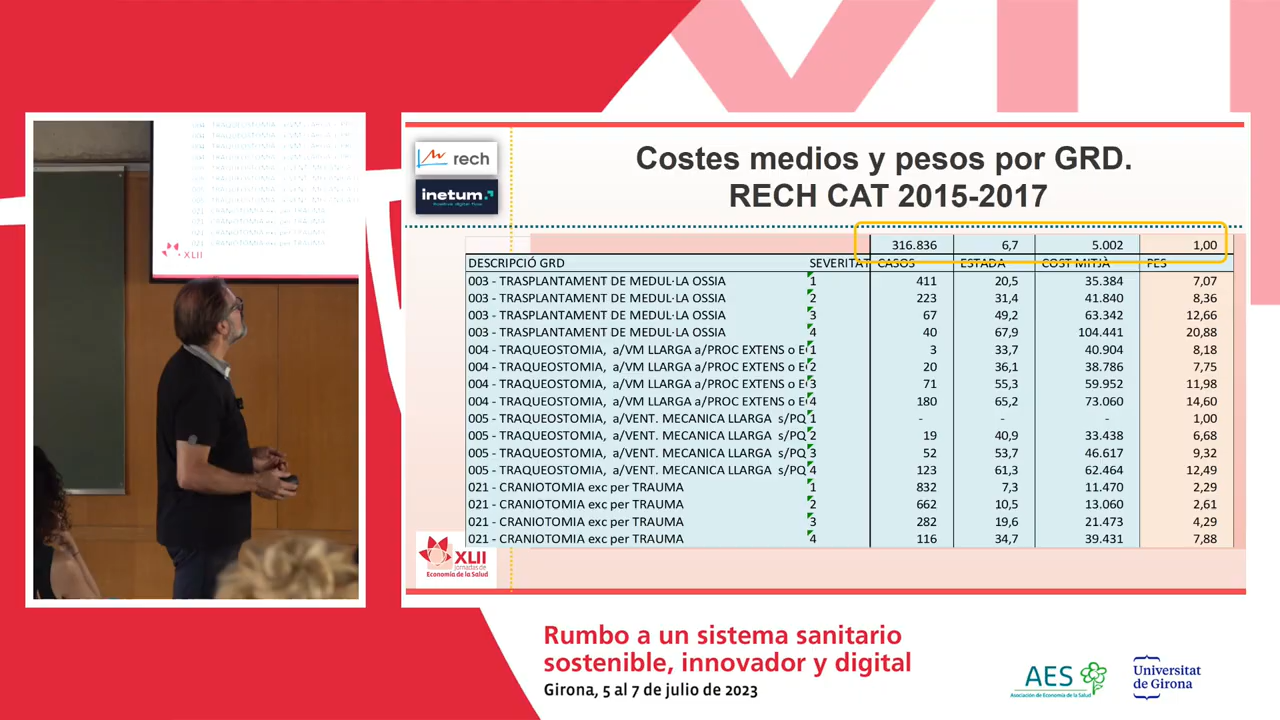 rech
inetum.
Costes medios y pesos por GRD.
RECH CAT 2015-2017
316.836 6,7 5.002 1,00
DESCRIPCIÓ GRD SEVERITAT CASOS ESTADA COST MITJÀ PES
003 - TRASPLANTAMENT DE MEDUL·LA OSSIA 1 411 20,5 35.384 7,07
003 - TRASPLANTAMENT DE MEDUL·LA OSSIA 2 223 31,4 41.840 8,36
003 - TRASPLANTAMENT DE MEDUL·LA OSSIA 3 67 49,2 63.342 12,66
003 - TRASPLANTAMENT DE MEDUL·LA OSSIA 4 40 67,9 104.441 20,88
004 - TRAQUEOSTOMIA, a/VM LLARGA a/PROC EXTENS o 1 3 33,7 40.904 8,18
004 - TRAQUEOSTOMIA, a/VM LLARGA a/PROC EXTENS o 2 20 36,1 38.786 7,75
004 - TRAQUEOSTOMIA, a/VM LLARGA a/PROC EXTENS o 3 71 55,3 59.952 11,98
004 - TRAQUEOSTOMIA, a/VM LLARGA a/PROC EXTENS o 4 180 65,2 73.060 14,60
005 - TRAQUEOSTOMIA, a/VENT. MECANICA LLARGA s/PQ 1 - - - 1,00
005 - TRAQUEOSTOMIA, a/VENT. MECANICA LLARGA s/PQ 2 19 40,9 33.438 6,68
005 - TRAQUEOSTOMIA, a/VENT. MECANICA LLARGA s/PQ 3 52 53,7 46.617 9,32
005 - TRAQUEOSTOMIA, a/VENT. MECANICA LLARGA s/PQ 4 123 61,3 62.464 12,49
021 - CRANIOTOMIA exc per TRAUMA 1 832 7,3 11.470 2,29
021 - CRANIOTOMIA exc per TRAUMA 2 662 10,5 13.060 2,61
021 - CRANIOTOMIA exc per TRAUMA 3 282 19,6 21.473 4,29
021 - CRANIOTOMIA exc per TRAUMA 4 116 34,7 39.431 7,88
XLII
jornadas de
Economía de la Salud
XLII
Rumbo a un sistema sanitario
sostenible, innovador y digital
Girona, 5 al 7 de julio de 2023
AES
Asociación de Economía de la Salud
Universitat
de Girona